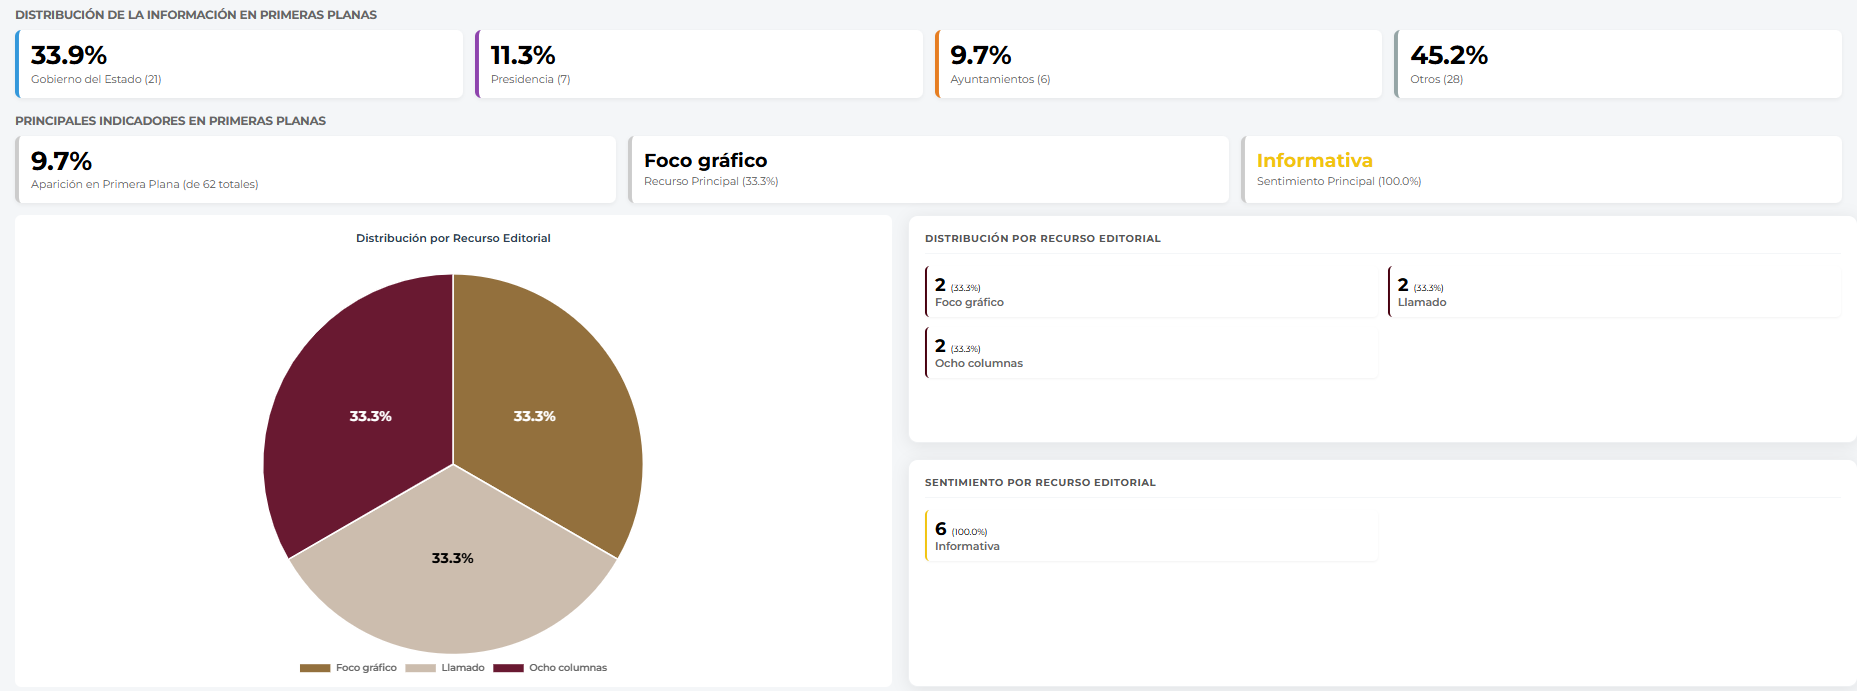 DISTRIBUCIÓN DE LA INFORMACIÓN EN PRIMERAS PLANAS
33.9%
Gobierno del Estado (21)
11.3%
Presidencia (7)
9.7%
Ayuntamientos (6)
45.2%
Otros (28)
PRINCIPALES INDICADORES EN PRIMERAS PLANAS
9.7%
Aparición en Primera Plana (de 62 totales)
Foco gráfico
Recurso Principal (33.3%)
Informativa
Sentimiento Principal (100.0%)
Distribución por Recurso Editorial
33.3%
33.3%
33.3%
Foco gráfico
Llamado
Ocho columnas
DISTRIBUCIÓN POR RECURSO EDITORIAL
2 (33.3%)
Foco gráfico
2 (33.3%)
Llamado
2 (33.3%)
Ocho columnas
SENTIMIENTO POR RECURSO EDITORIAL
6 (100.0%)
Informativa